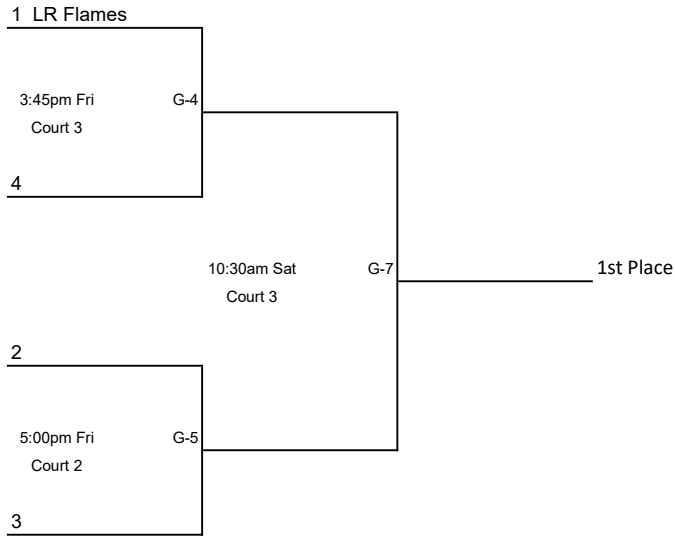 1 LR Flames
3:45pm Fri G-4
Court 3
4
10:30am Sat G-7 1st Place
Court 3
2
5:00pm Fri G-5
Court 2
3